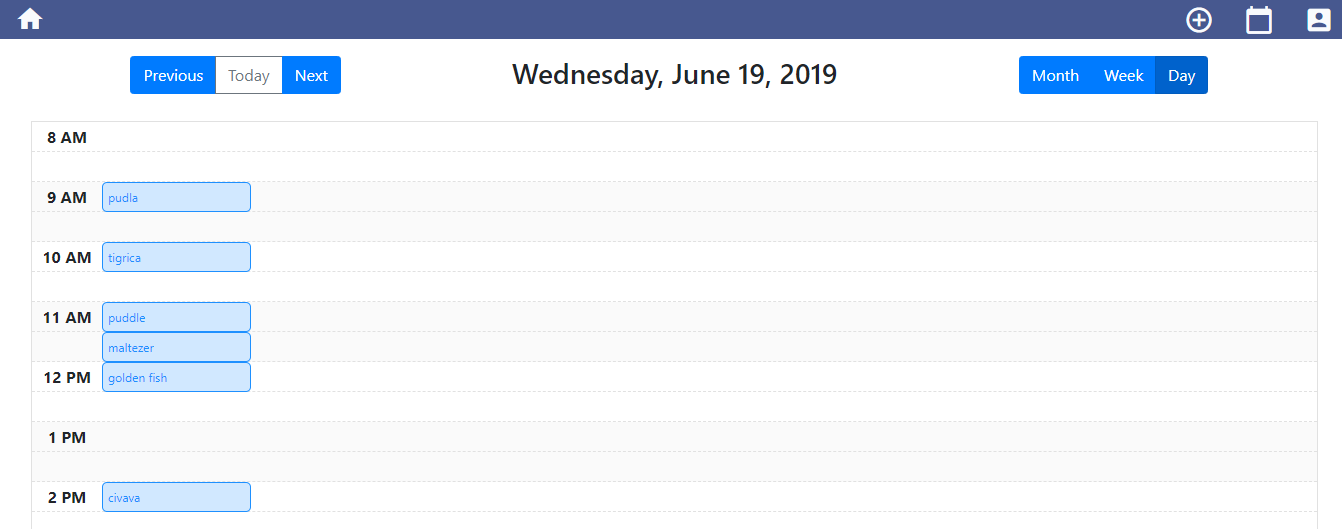 Previous Today Next Wednesday, June 19, 2019 Month Week Day
8 AM
9 AM pudla
10 AM tigrica
11 AM puddle
maltezer
12 PM golden fish
1 PM
2 PM civava